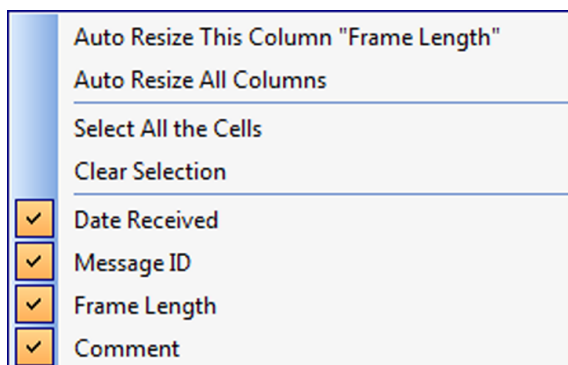 Auto Resize This Column "Frame Length"
Auto Resize All Columns
Select All the Cells
Clear Selection
Date Received
Message ID
Frame Length
Comment